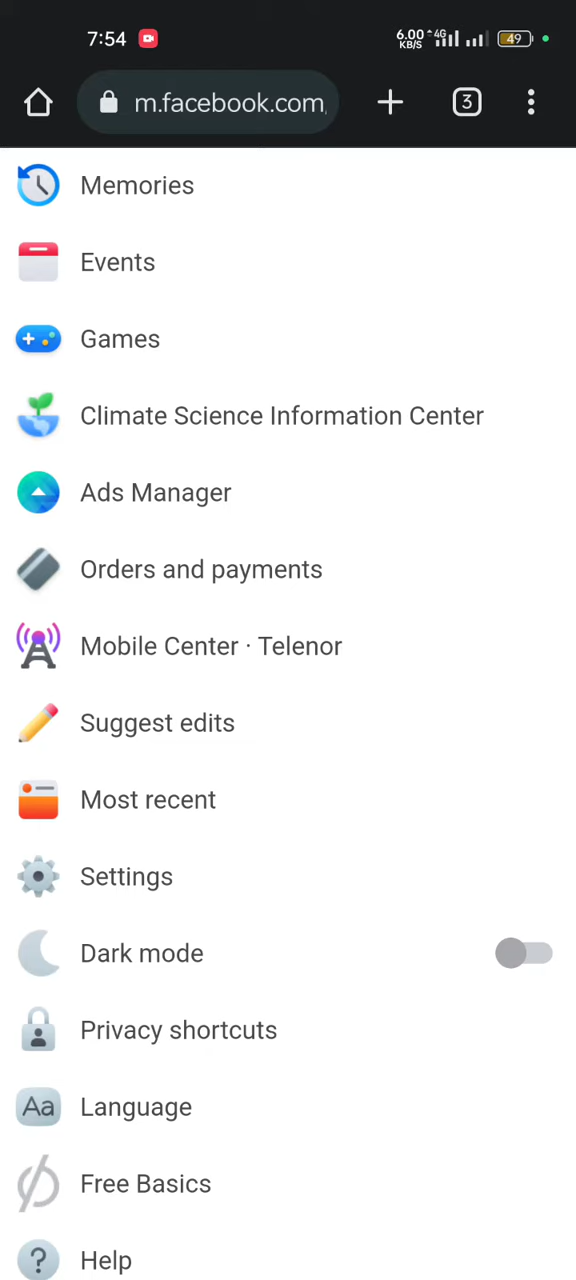 7:54 6.00 KB/S 4G 49
m.facebook.com, 3
Memories
Events
Games
Climate Science Information Center
Ads Manager
Orders and payments
Mobile Center · Telenor
Suggest edits
Most recent
Settings
Dark mode
Privacy shortcuts
Aa Language
Free Basics
? Help